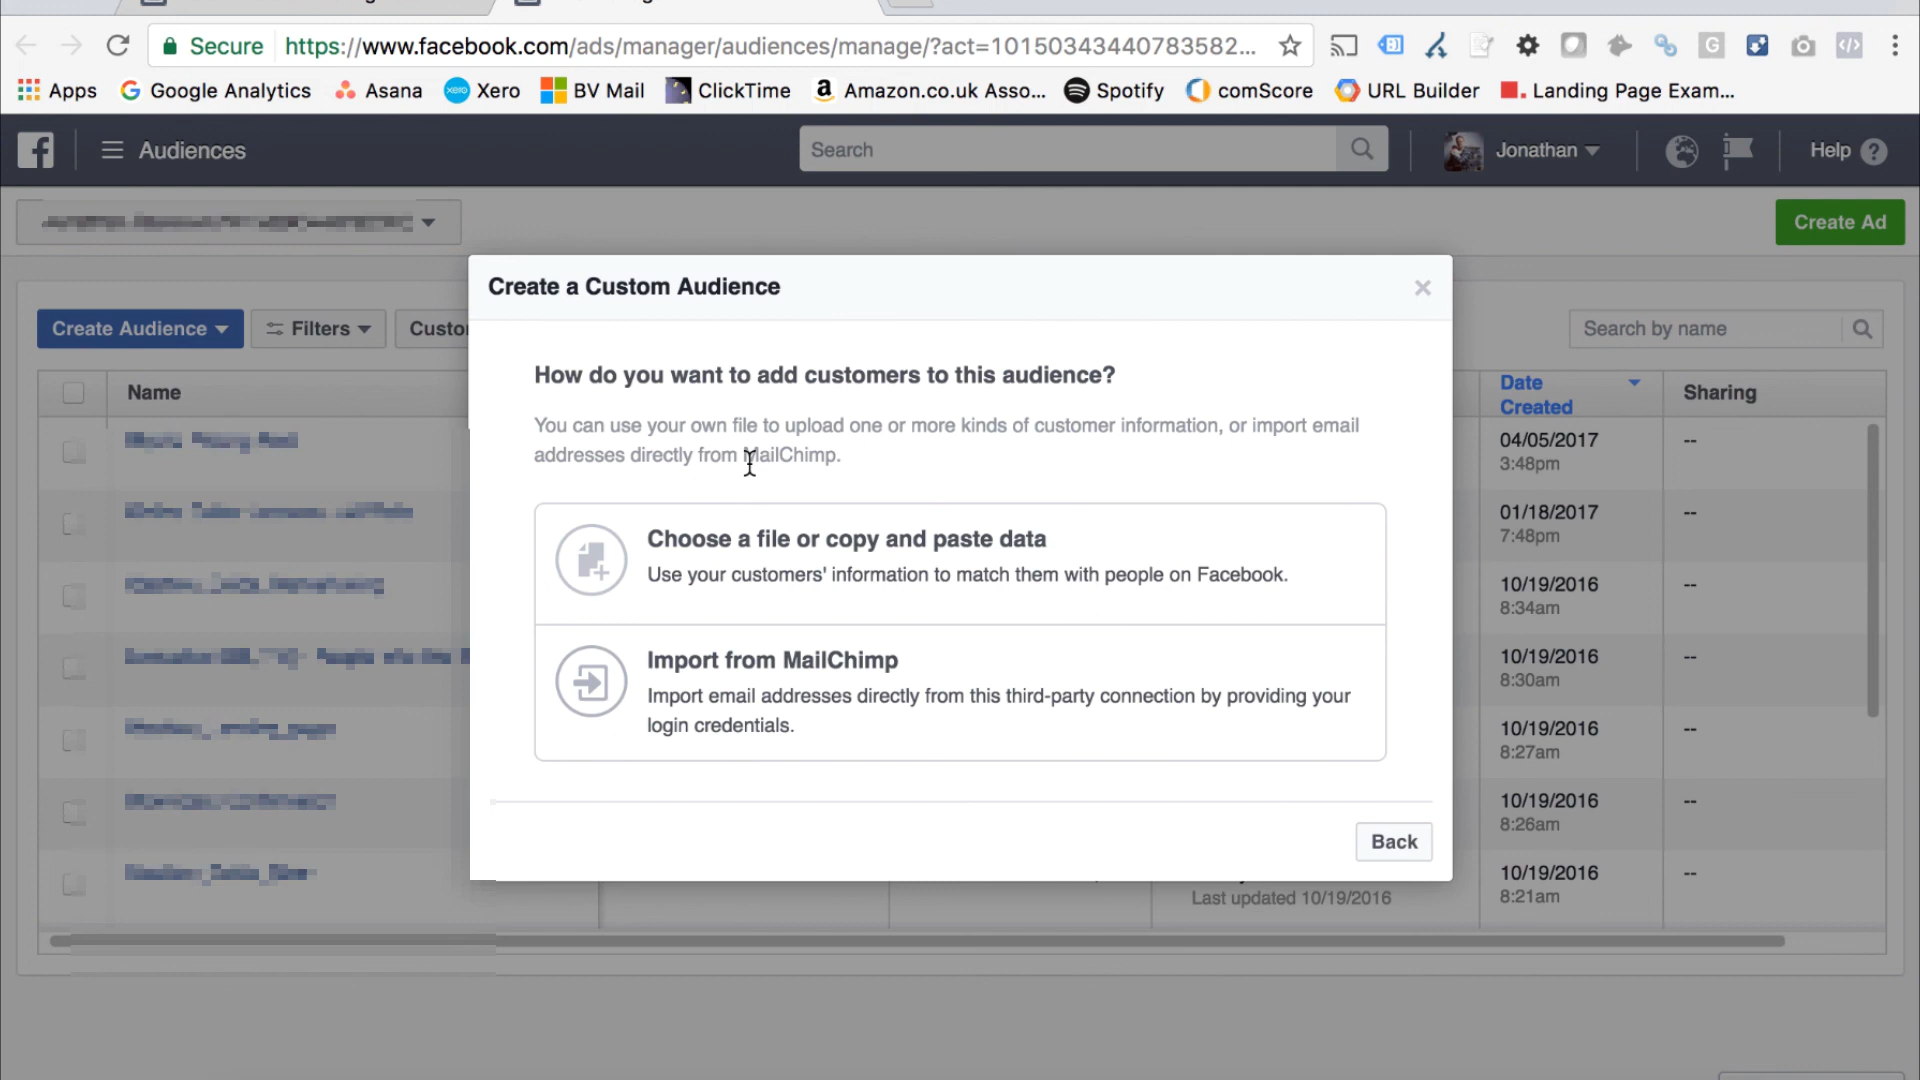 Secure https://www.facebook.com/ads/manager/audiences/manage/?act=10150343440783582...
Apps Google Analytics Asana xero Xero BV Mail ClickTime a Amazon.co.uk Asso... Spotify comScore URL Builder Landing Page Exam...
Audiences Search Jonathan Help ?
Create Ad
Create a Custom Audience ×
Create Audience Filters Custo Search by name
How do you want to add customers to this audience?
Name Date Created Sharing
You can use your own file to upload one or more kinds of customer information, or import email
addresses directly from MailChimp.
04/05/2017 --
3:48pm
01/18/2017 --
7:48pm
Choose a file or copy and paste data
Use your customers' information to match them with people on Facebook.
10/19/2016 --
8:34am
Import from MailChimp
Import email addresses directly from this third-party connection by providing your
login credentials.
10/19/2016 --
8:30am
10/19/2016 --
8:27am
10/19/2016 --
8:26am
Back
10/19/2016 --
8:21am
Last updated 10/19/2016